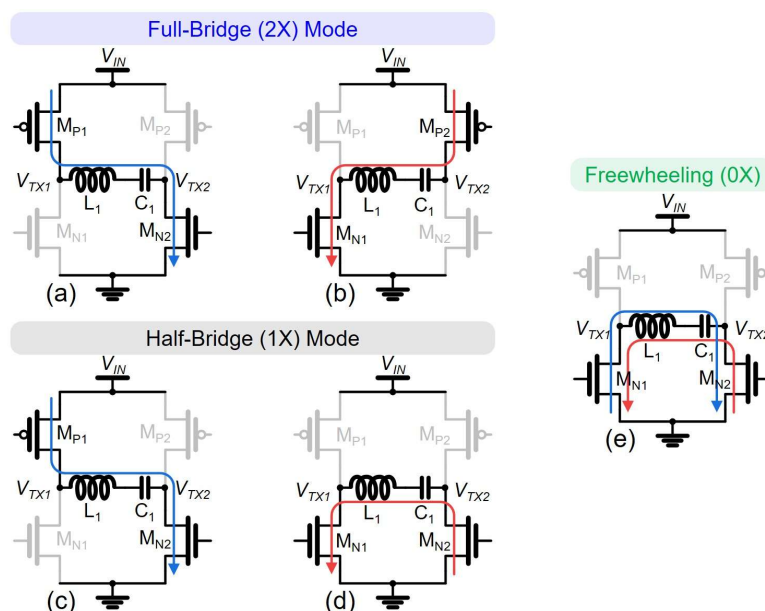 Full-Bridge (2X) Mode
V_IN
M_P1
M_P2
V_TX1
V_TX2
L_1
C_1
M_N1
M_N2
(a)
V_IN
M_P1
M_P2
V_TX1
V_TX2
L_1
C_1
M_N1
M_N2
(b)
Half-Bridge (1X) Mode
V_IN
M_P1
M_P2
V_TX1
V_TX2
L_1
C_1
M_N1
M_N2
(c)
V_IN
M_P1
M_P2
V_TX1
V_TX2
L_1
C_1
M_N1
M_N2
(d)
Freewheeling (0X)
V_IN
M_P1
M_P2
V_TX1
V_TX2
L_1
C_1
M_N1
M_N2
(e)